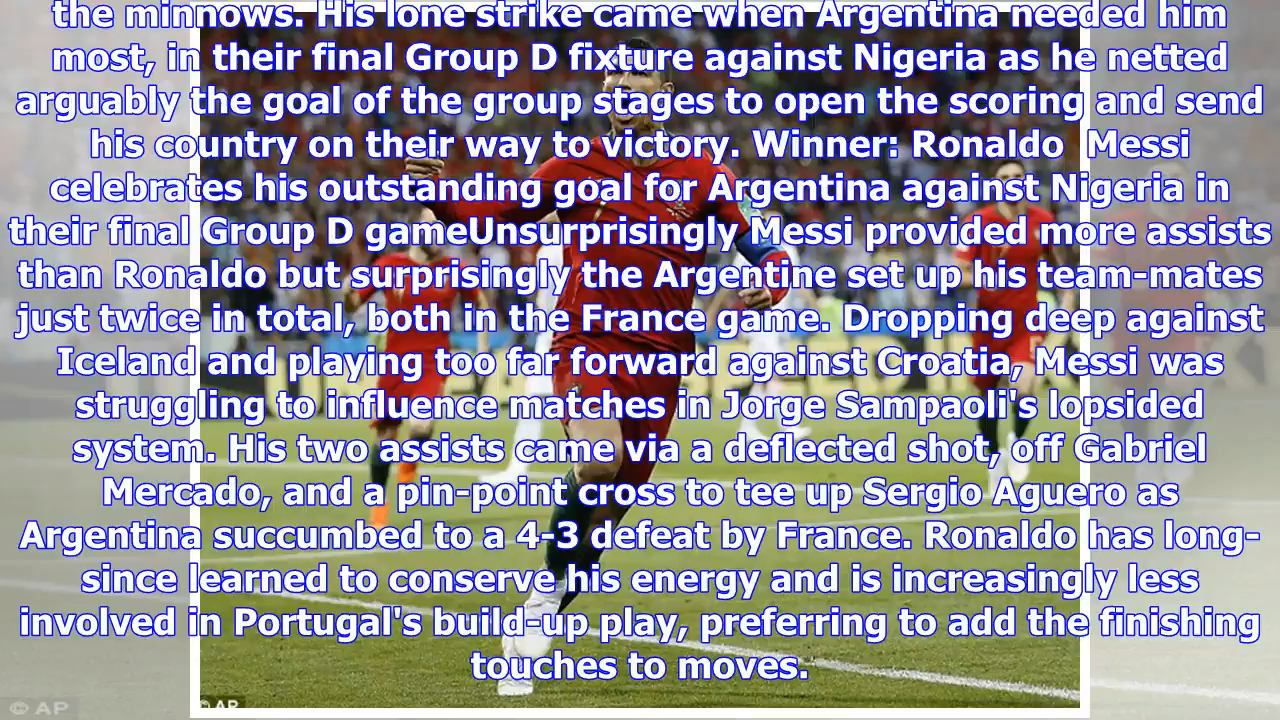 the minnows. His lone strike came when Argentina needed him
most, in their final Group D fixture against Nigeria as he netted
arguably the goal of the group stages to open the scoring and send
his country on their way to victory. Winner: Ronaldo  Messi
celebrates his outstanding goal for Argentina against Nigeria in
their final Group D gameUnsurprisingly Messi provided more assists
than Ronaldo but surprisingly the Argentine set up his team-mates
just twice in total, both in the France game. Dropping deep against
Iceland and playing too far forward against Croatia, Messi was
struggling to influence matches in Jorge Sampaoli's lopsided
system. His two assists came via a deflected shot, off Gabriel
Mercado, and a pin-point cross to tee up Sergio Aguero as
Argentina succumbed to a 4-3 defeat by France. Ronaldo has long-
since learned to conserve his energy and is increasingly less
involved in Portugal's build-up play, preferring to add the finishing
touches to moves.
© AP
© AP